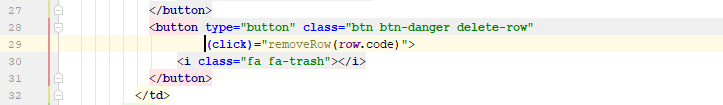 27 </button>
28 <button type="button" class="btn btn-danger delete-row"
29 (click)="removeRow(row.code)">
30 <i class="fa fa-trash"></i>
31 </button>
32 </td>